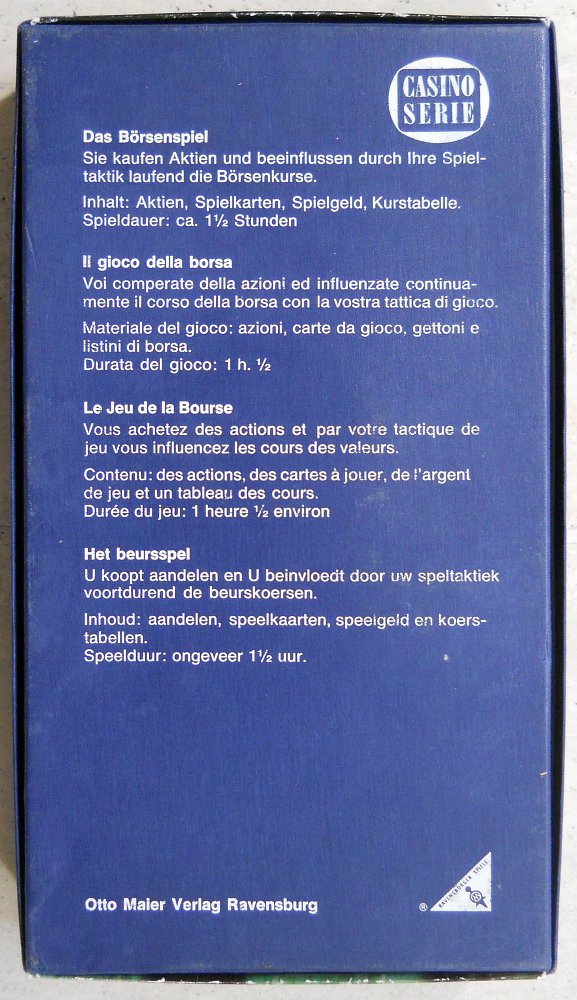 CASINO
SERIE
Das Börsenspiel
Sie kaufen Aktien und beeinflussen durch Ihre Spiel-
taktik laufend die Börsenkurse.
Inhalt: Aktien, Spielkarten, Spielgeld, Kurstabelle.
Spieldauer: ca. 1½ Stunden
Il gioco della borsa
Voi comperate della azioni ed influenzate continua-
mente il corso della borsa con la vostra tattica di gioco.
Materiale del gioco: azioni, carte da gioco, gettoni e
listini di borsa.
Durata del gioco: 1 h. ½
Le Jeu de la Bourse
Vous achetez des actions et par votre tactique de
jeu vous influencez les cours des valeurs.
Contenu: des actions, des cartes à jouer, de l'argent
de jeu et un tableau des cours.
Durée du jeu: 1 heure ½ environ
Het beursspel
U koopt aandelen en U beinvloedt door uw speltaktiek
voortdurend de beurskoersen.
Inhoud: aandelen, speelkaarten, speelgeld en koers-
tabellen.
Speelduur: ongeveer 1½ uur.
Otto Maier Verlag Ravensburg
® RAVENSBURGER SPIELE